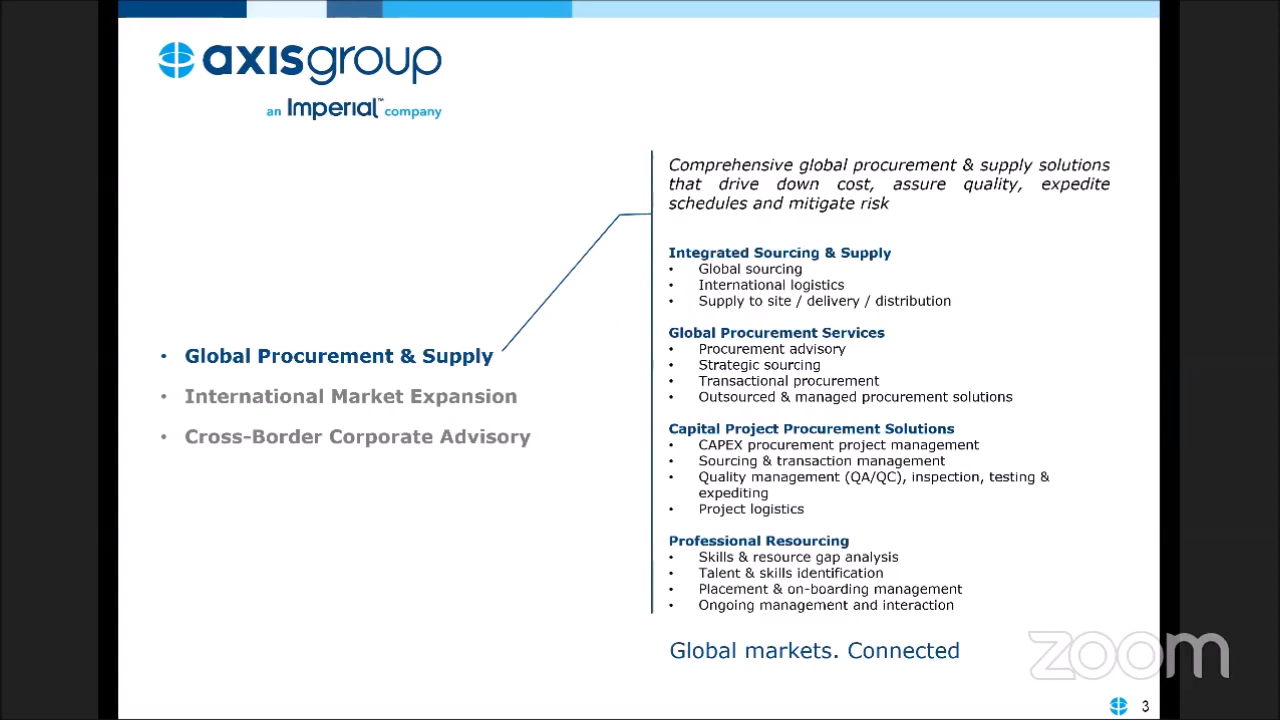 axisgroup
an Imperial™ company
Comprehensive global procurement & supply solutions
that drive down cost, assure quality, expedite
schedules and mitigate risk
• Global Procurement & Supply
• International Market Expansion
• Cross-Border Corporate Advisory
Integrated Sourcing & Supply
• Global sourcing
• International logistics
• Supply to site / delivery / distribution
Global Procurement Services
• Procurement advisory
• Strategic sourcing
• Transactional procurement
• Outsourced & managed procurement solutions
Capital Project Procurement Solutions
• CAPEX procurement project management
• Sourcing & transaction management
• Quality management (QA/QC), inspection, testing &
expediting
• Project logistics
Professional Resourcing
• Skills & resource gap analysis
• Talent & skills identification
• Placement & on-boarding management
• Ongoing management and interaction
Global markets. Connected
zoom
3